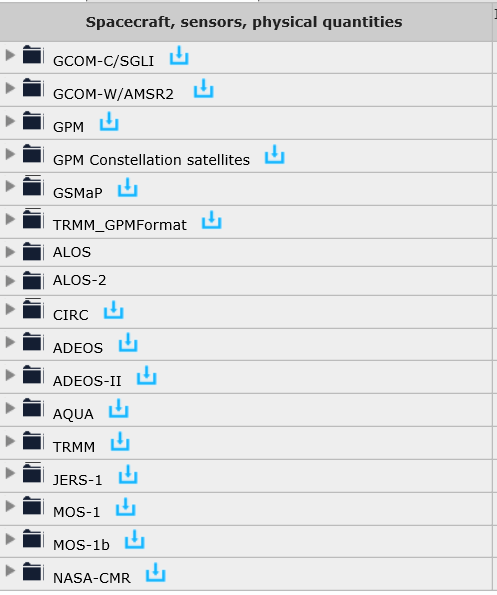 Spacecraft, sensors, physical quantities
GCOM-C/SGLI
GCOM-W/AMSR2
GPM
GPM Constellation satellites
GSMaP
TRMM_GPMFormat
ALOS
ALOS-2
CIRC
ADEOS
ADEOS-II
AQUA
TRMM
JERS-1
MOS-1
MOS-1b
NASA-CMR